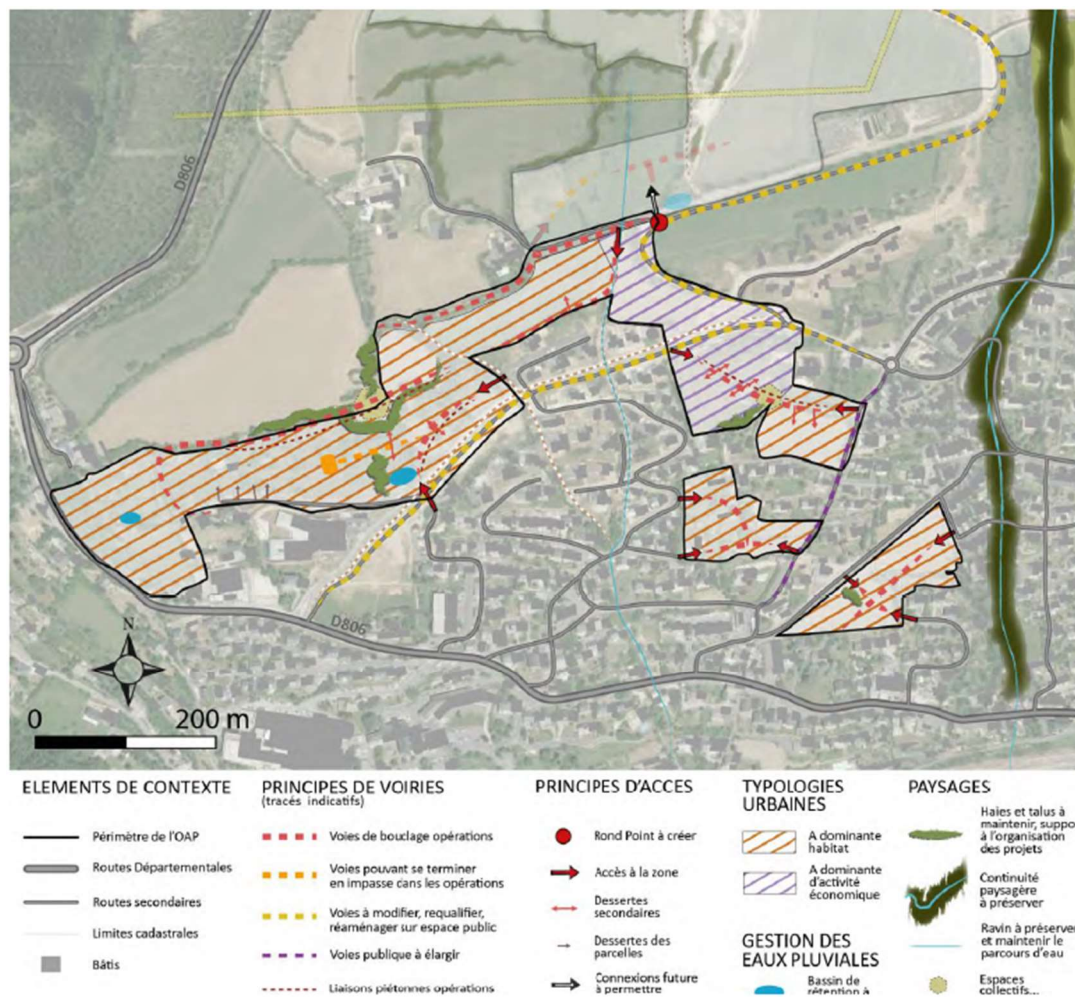 D806
D806
N
0 200 m
ELEMENTS DE CONTEXTE
Périmètre de l'OAP
Routes Départementales
Routes secondaires
Limites cadastrales
Bâtis
PRINCIPES DE VOIRIES
(tracés indicatifs)
Voies de bouclage opérations
Voies pouvant se terminer
en impasse dans les opérations
Voies à modifier, requalifier,
réaménager sur espace public
Voies publique à élargir
Liaisons piétonnes opérations
PRINCIPES D'ACCES
Rond Point à créer
Accès à la zone
Dessertes
secondaires
Dessertes des
parcelles
Connexions future
à permettre
TYPOLOGIES
URBAINES
A dominante
habitat
A dominante
d'activité
économique
GESTION DES
EAUX PLUVIALES
Bassin de
rétention à
PAYSAGES
Haies et talus à
maintenir, suppo
à l'organisation
des projets
Continuité
paysagère
à préserver
Ravin à préserver
et maintenir le
parcours d'eau
Espaces
collectifs...